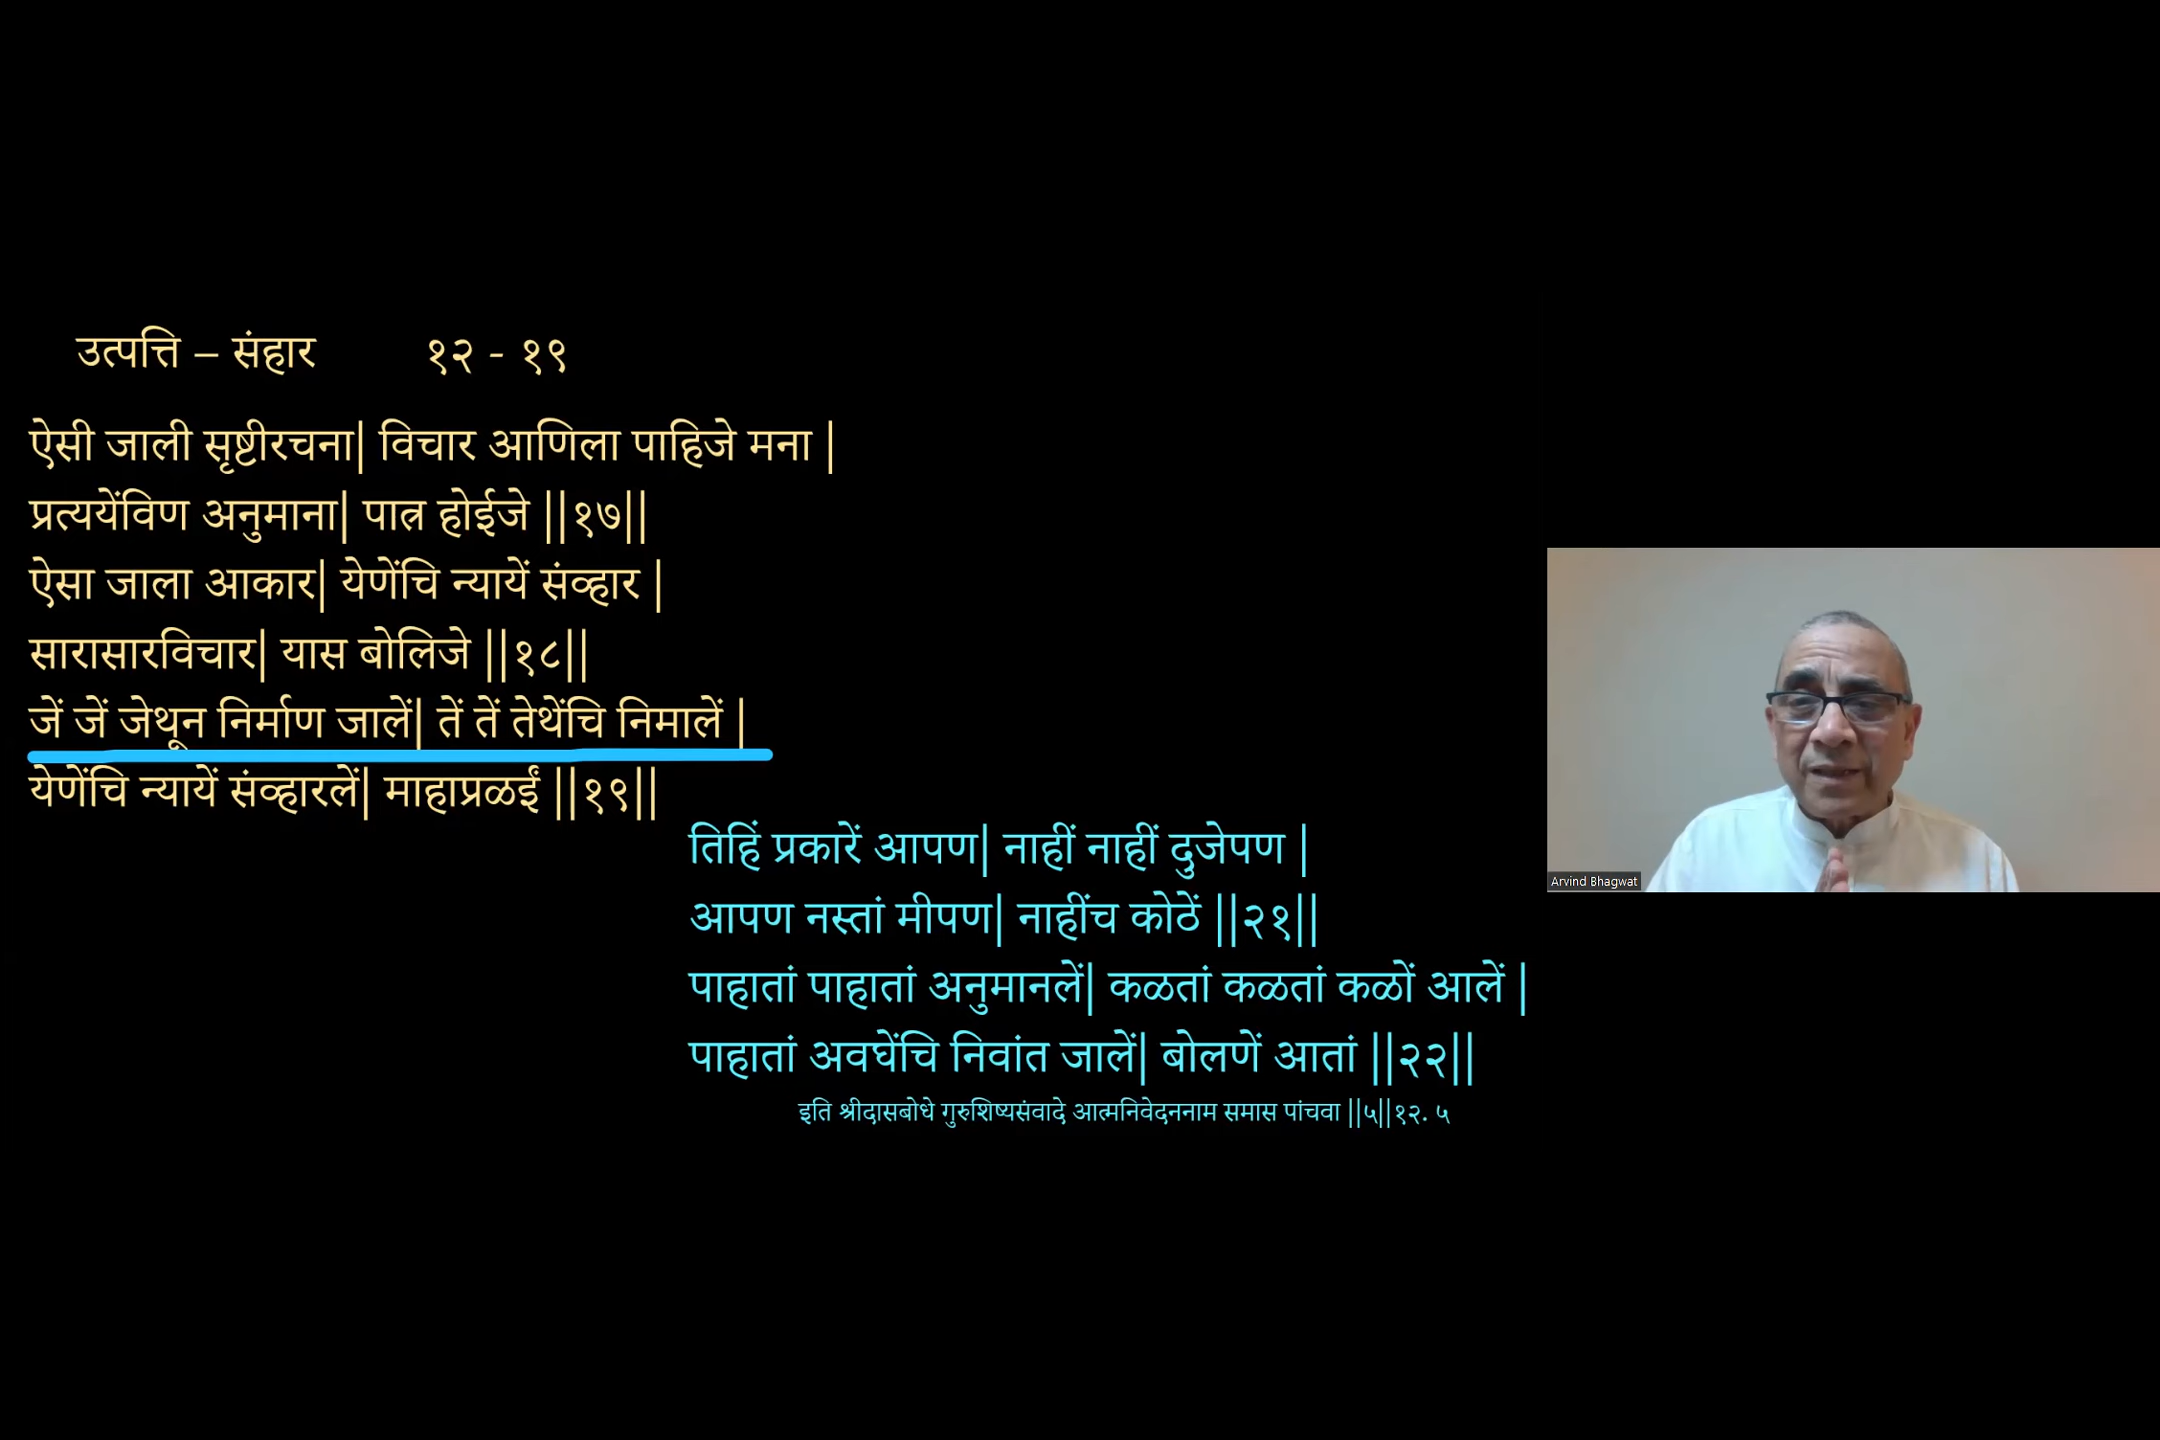 उत्पत्ति – संहार १२ - १९
ऐसी जाली सृष्टीरचना| विचार आणिला पाहिजे मना |
प्रत्ययेंविण अनुमाना| पात्र होईजे ||१७||
ऐसा जाला आकार| येणेंचि न्यायें संव्हार |
सारासारविचार| यास बोलिजे ||१८||
जें जें जेथून निर्माण जालें| तें तें तेथेंचि निमालें |
येणेंचि न्यायें संव्हारलें| माहाप्रळईं ||१९||
तिहिं प्रकारें आपण| नाहीं नाहीं दुजेपण |
आपण नस्तां मीपण| नाहींच कोठें ||२१||
पाहातां पाहातां अनुमानलें| कळतां कळतां कळों आलें |
पाहातां अवघेंचि निवांत जालें| बोलणें आतां ||२२||
इति श्रीदासबोधे गुरुशिष्यसंवादे आत्मनिवेदननाम समास पांचवा ||५||१२. ५
Arvind Bhagwat